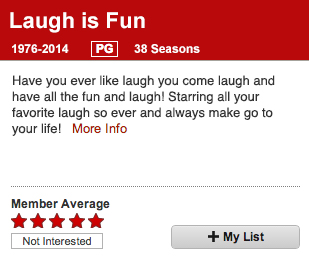 Laugh is Fun
1976-2014 PG 38 Seasons
Have you ever like laugh you come laugh and
have all the fun and laugh! Starring all your
favorite laugh so ever and always make go to
your life! More Info
Member Average
Not Interested
+ My List